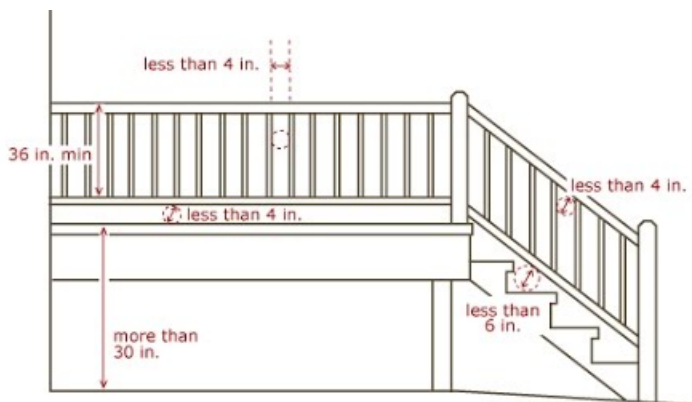 less than 4 in.
36 in. min
less than 4 in.
less than 4 in.
less than
6 in.
more than
30 in.